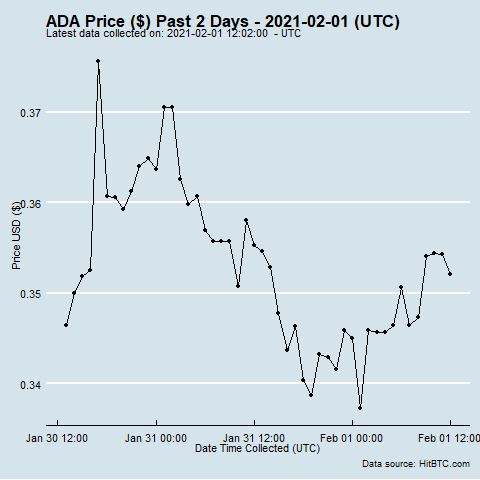 ADA Price ($) Past 2 Days - 2021-02-01 (UTC)
Latest data collected on: 2021-02-01 12:02:00 - UTC
0.37
0.36
0.35
0.34
Price USD ($)
Jan 30 12:00 Jan 31 00:00 Jan 31 12:00 Feb 01 00:00 Feb 01 12:00
Date Time Collected (UTC)
Data source: HitBTC.com